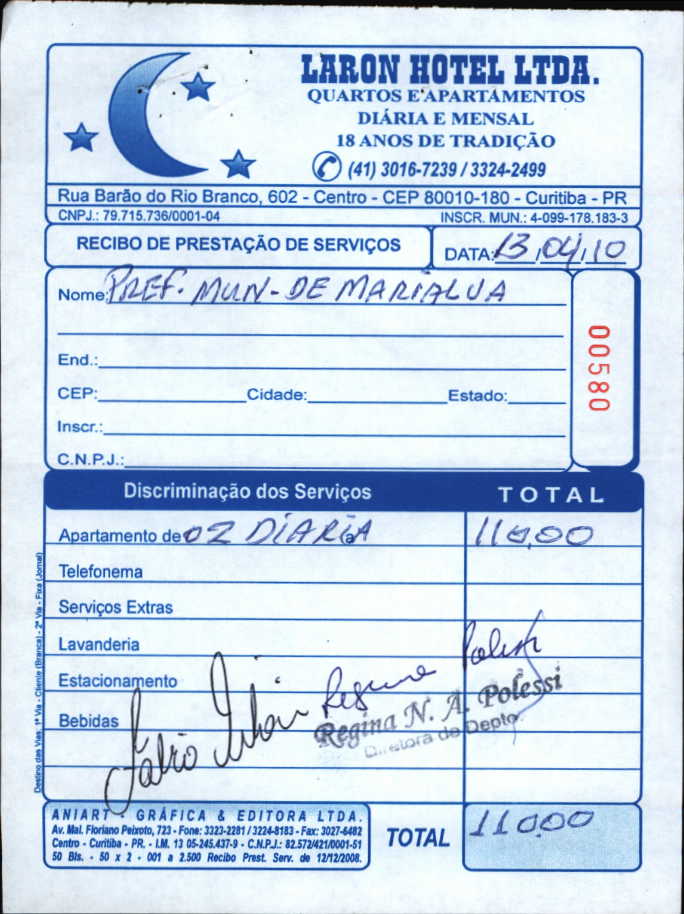 LARON HOTEL LTDA.
QUARTOS E APARTAMENTOS
DIÁRIA E MENSAL
18 ANOS DE TRADIÇÃO
(41) 3016-7239 / 3324-2499
Rua Barão do Rio Branco, 602 - Centro - CEP 80010-180 - Curitiba - PR
CNPJ.: 79.715.736/0001-04 INSCR. MUN.: 4-099-178.183-3
RECIBO DE PRESTAÇÃO DE SERVIÇOS DATA: 13/04/10
Nome: PREF. MUN- DE MARIALVA
00580
End.:
CEP: Cidade: Estado:
Inscr.:
C.N.P.J.:
Discriminação dos Serviços TOTAL
Apartamento de 02 DIARIA 110,00
Telefonema
Serviços Extras
Lavanderia
Estacionamento
Bebidas
Fábio
Regina Polessi
Regina N. A. Polessi
Diretora de Depto.
Destino das Vias: 1ª Via - Cliente (Branca) - 2ª Via - Fixa (Jornal)
ANIART - GRÁFICA & EDITORA LTDA.
Av. Mal. Floriano Peixoto, 723 - Fone: 3323-2281 / 3224-8183 - Fax: 3027-6482
Centro - Curitiba - PR. - I.M. 13 05-245.437-9 - C.N.P.J.: 82.572/421/0001-51
50 Bls. - 50 x 2 - 001 a 2.500 Recibo Prest. Serv. de 12/12/2008.
TOTAL 110,00